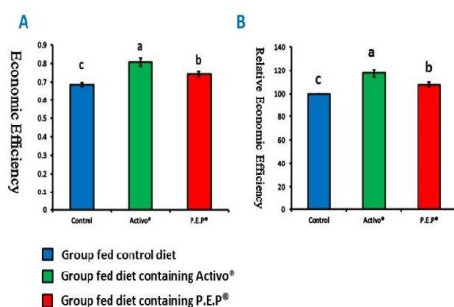 A
Economic Efficiency
0.9
0.8
0.7
0.6
0.5
0.4
0.3
0.2
0.1
0
c
a
b
Control
Activo®
P.E.P®
B
Relative Economic
Efficiency
140
120
100
80
60
40
20
0
c
a
b
Control
Activo®
P.E.P®
Group fed control diet
Group fed diet containing Activo®
Group fed diet containing P.E.P®